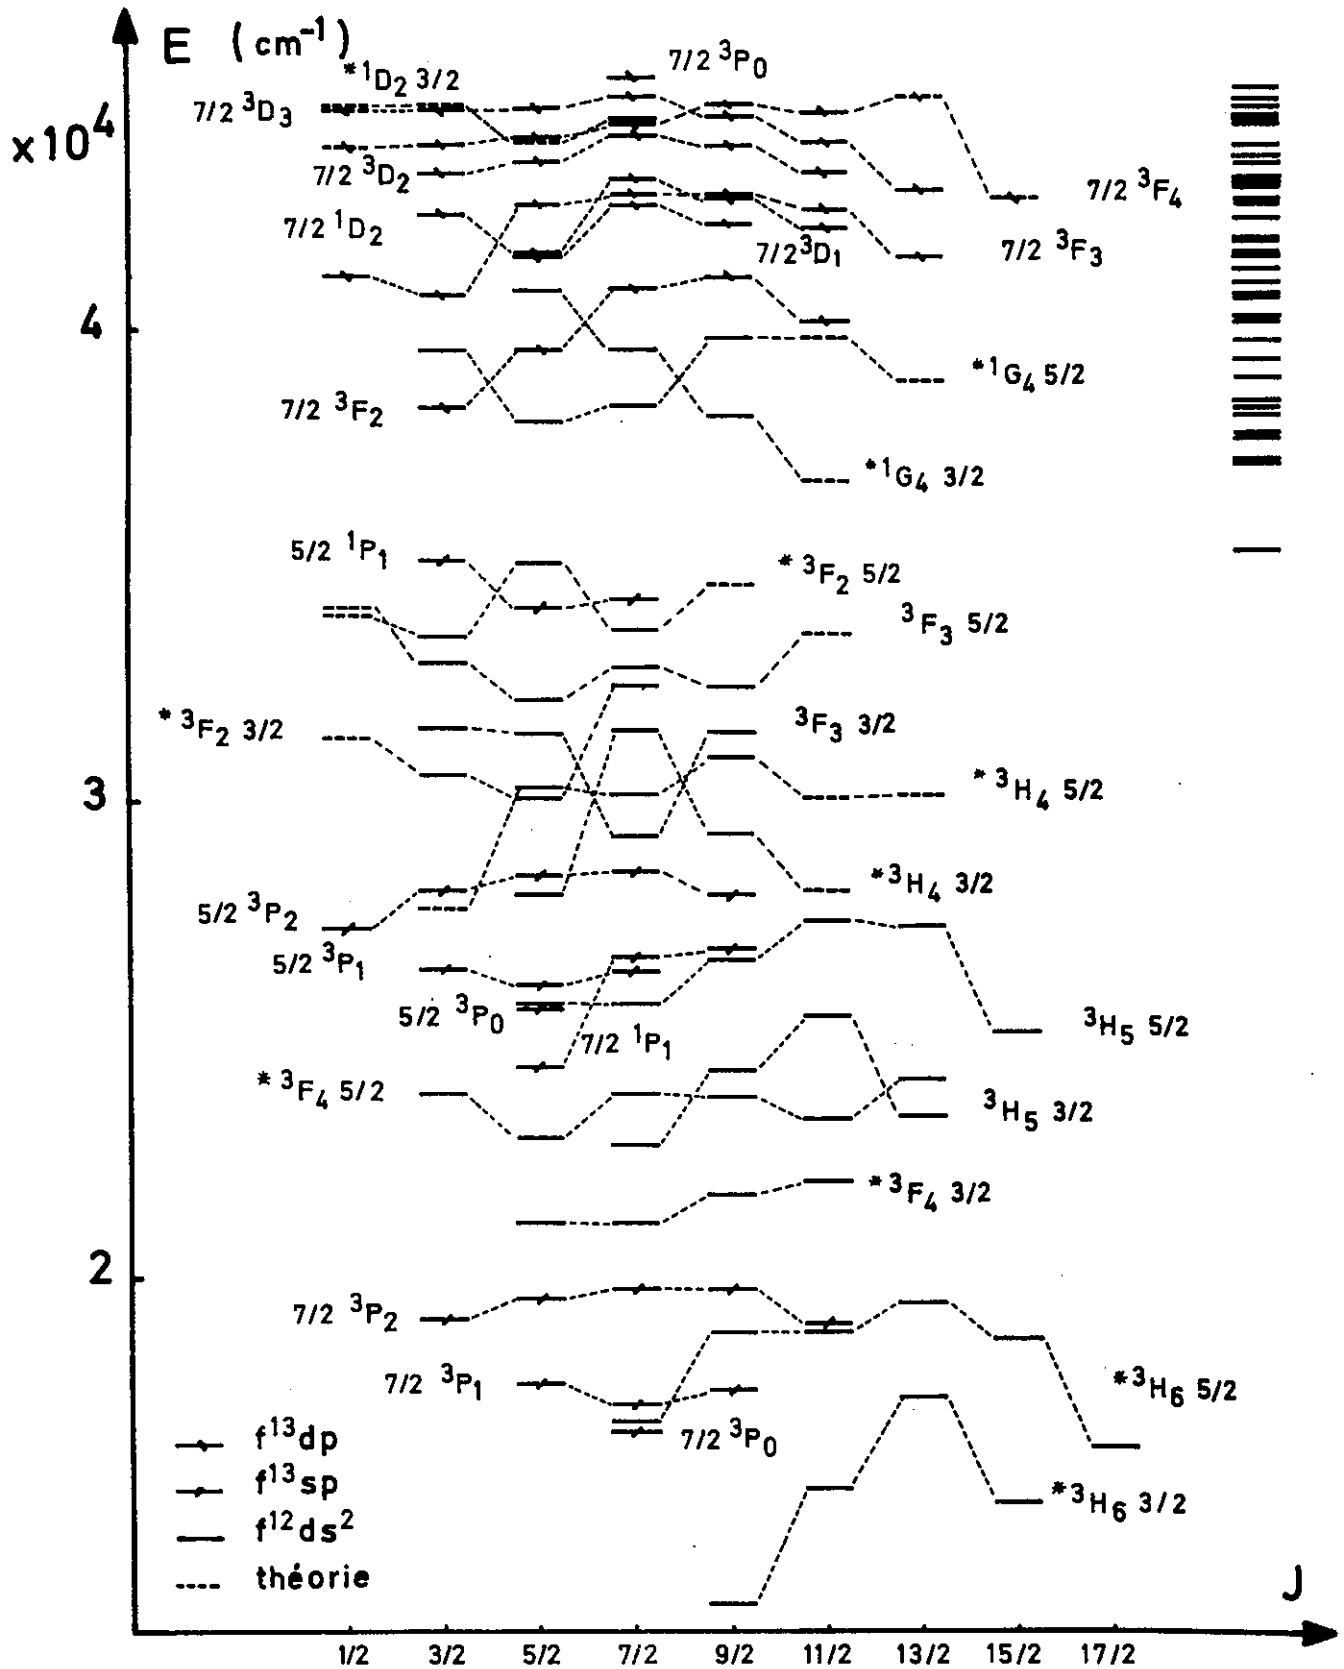 E (cm⁻¹)
x10⁴
*¹D₂ 3/2
7/2 ³P₀
7/2 ³D₃
7/2 ³D₂
7/2 ³F₄
7/2 ¹D₂
7/2 ³D₁
7/2 ³F₃
4
*¹G₄ 5/2
7/2 ³F₂
*¹G₄ 3/2
5/2 ¹P₁
* ³F₂ 5/2
³F₃ 5/2
* ³F₂ 3/2
³F₃ 3/2
3
* ³H₄ 5/2
*³H₄ 3/2
5/2 ³P₂
5/2 ³P₁
5/2 ³P₀
7/2 ¹P₁
³H₅ 5/2
* ³F₄ 5/2
³H₅ 3/2
*³F₄ 3/2
2
7/2 ³P₂
7/2 ³P₁
*³H₆ 5/2
7/2 ³P₀
*³H₆ 3/2
f¹³dp
f¹³sp
f¹²ds²
théorie
J
1/2 3/2 5/2 7/2 9/2 11/2 13/2 15/2 17/2